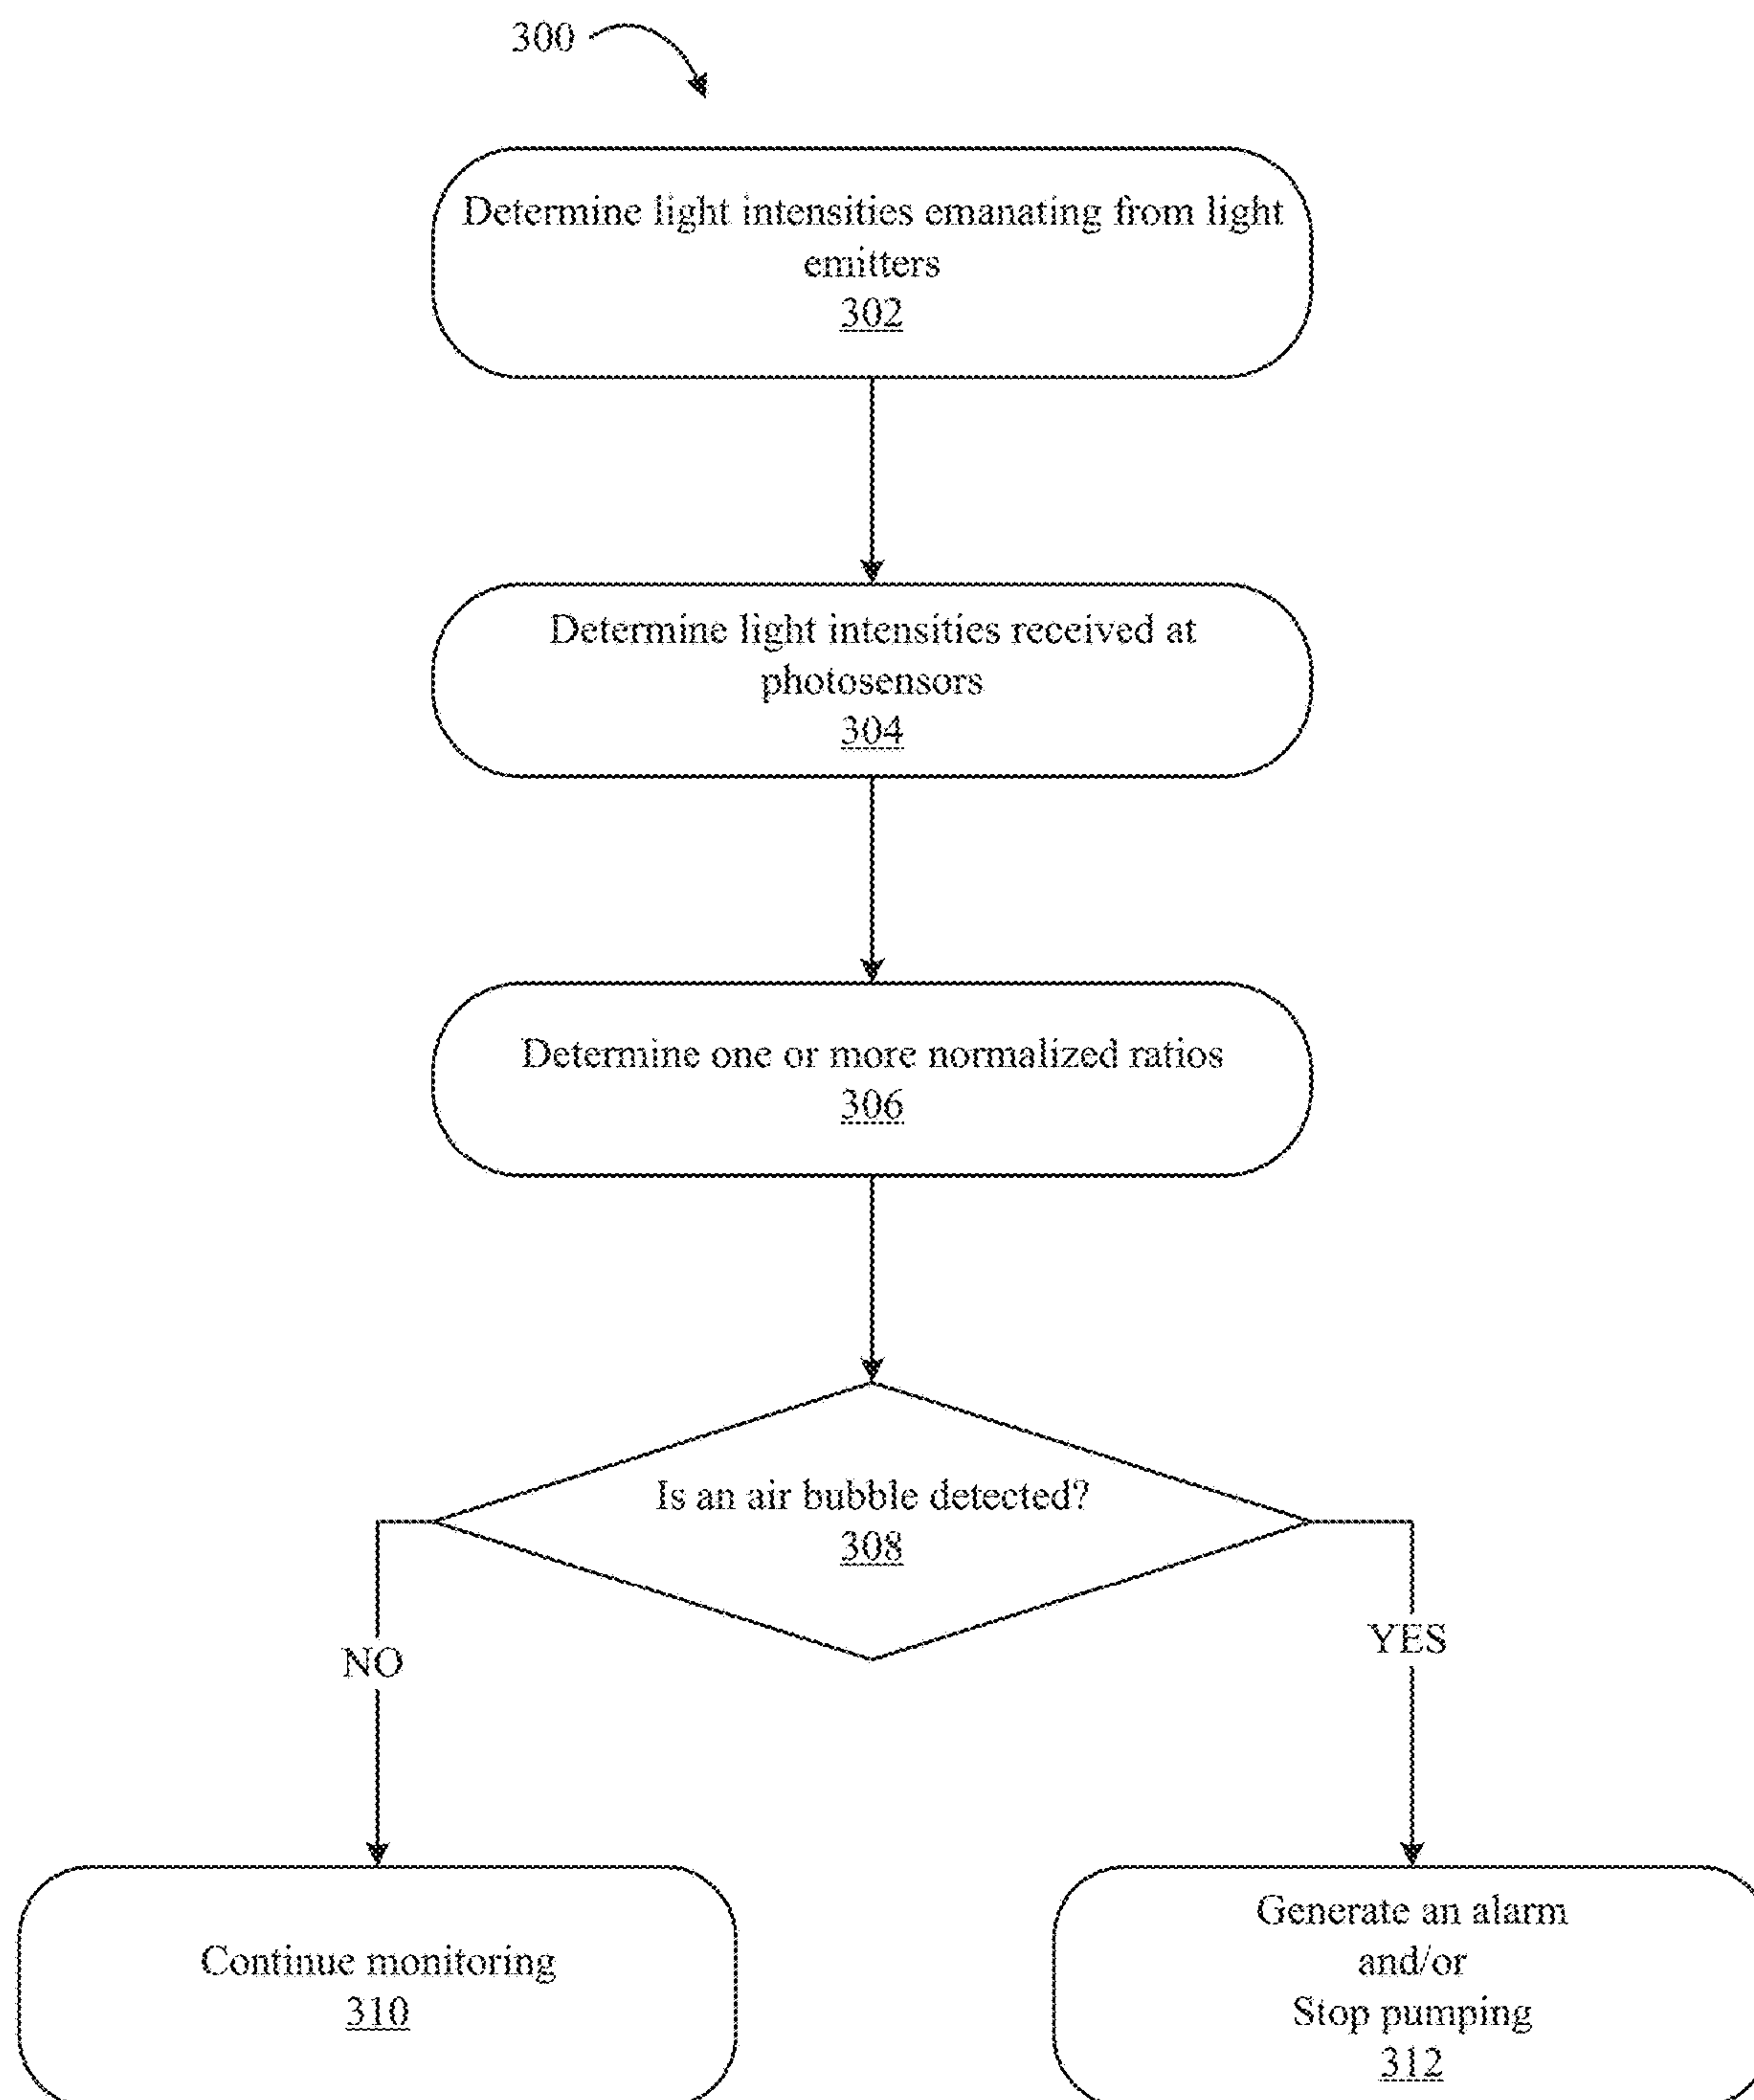 300
Determine light intensities emanating from light
emitters
302
Determine light intensities received at
photosensors
304
Determine one or more normalized ratios
306
Is an air bubble detected?
308
NO
YES
Continue monitoring
310
Generate an alarm
and/or
Stop pumping
312